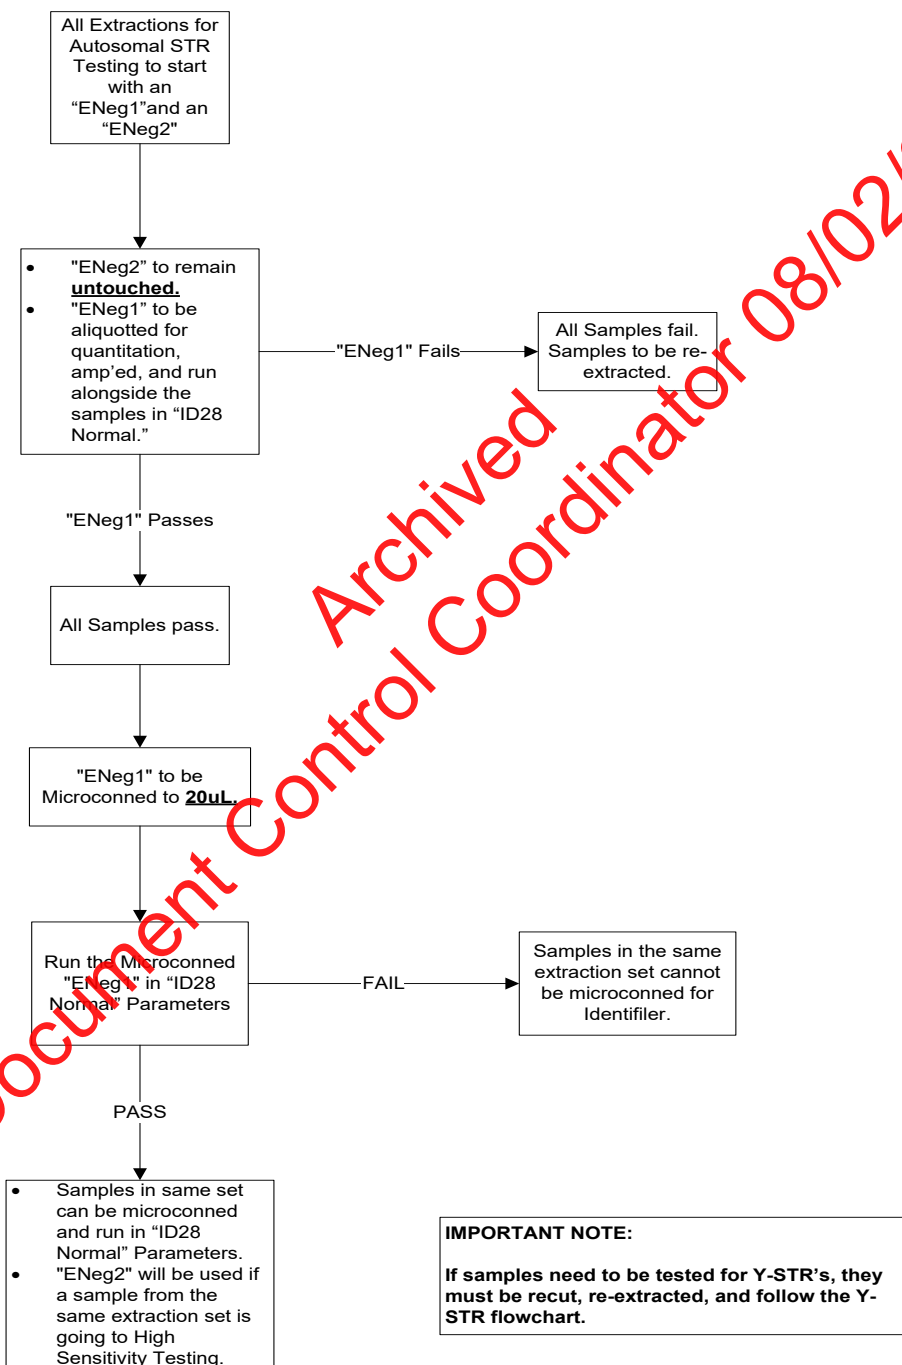 All Extractions for
Autosomal STR
Testing to start
with an
“ENeg1”and an
“ENeg2"
• "ENeg2” to remain
untouched.
• "ENeg1” to be
aliquotted for
quantitation,
amp’ed, and run
alongside the
samples in “ID28
Normal.”
"ENeg1" Fails
All Samples fail.
Samples to be re-
extracted.
"ENeg1" Passes
All Samples pass.
"ENeg1" to be
Microconned to 20uL.
Run the Microconned
"ENeg1" in “ID28
Normal” Parameters
FAIL
Samples in the same
extraction set cannot
be microconned for
Identifiler.
PASS
• Samples in same set
can be microconned
and run in “ID28
Normal” Parameters.
• "ENeg2" will be used if
a sample from the
same extraction set is
going to High
Sensitivity Testing.
IMPORTANT NOTE:
If samples need to be tested for Y-STR's, they
must be recut, re-extracted, and follow the Y-
STR flowchart.
Archived
Document Control Coordinator 08/02/